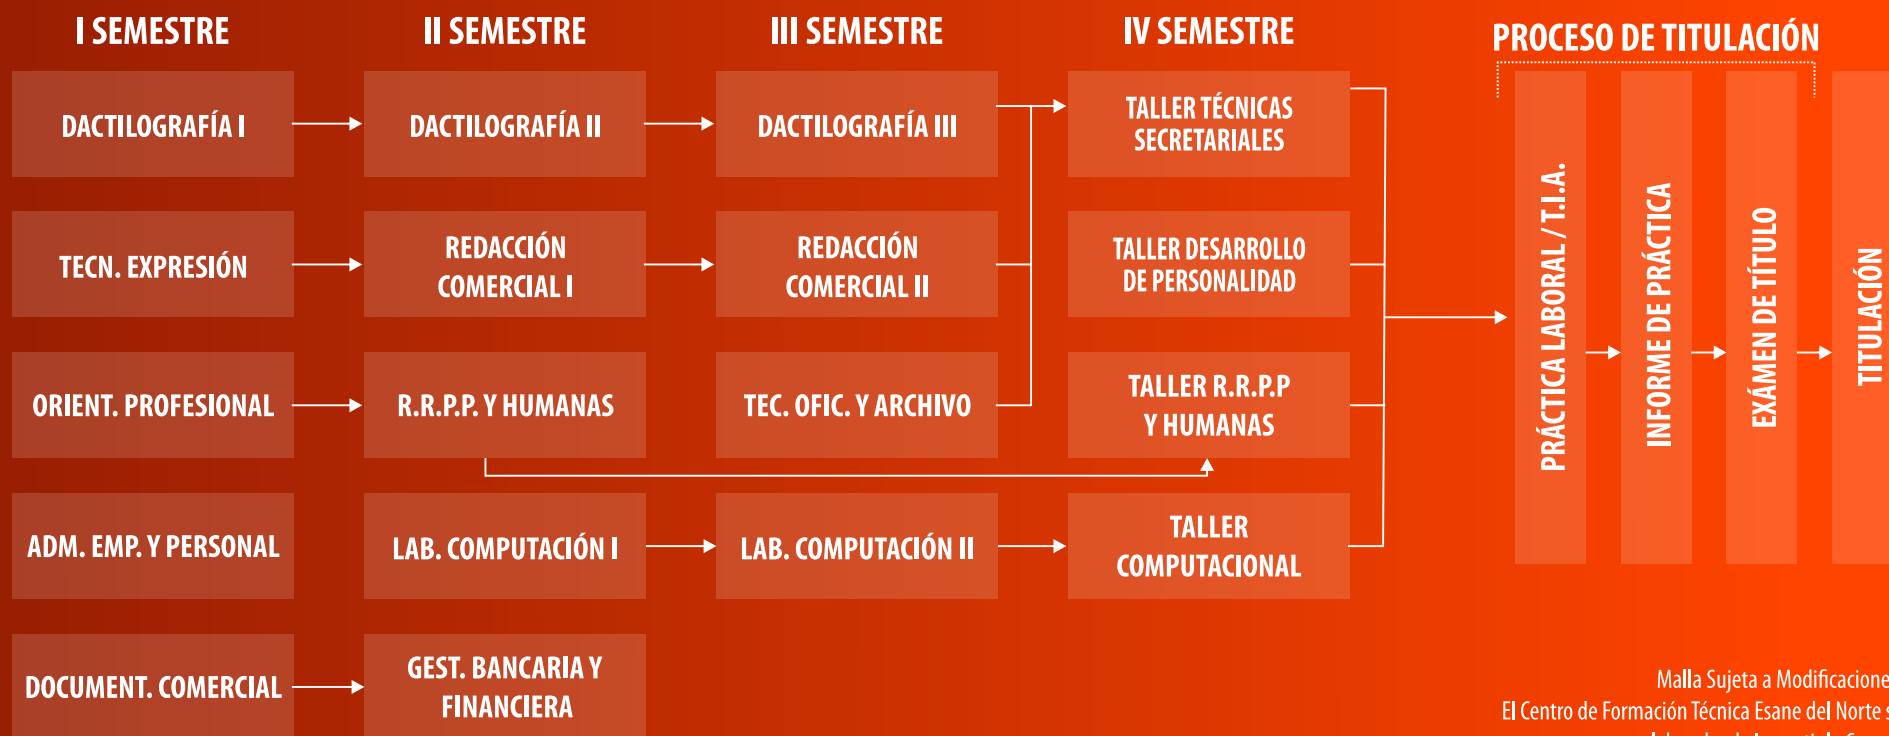 I SEMESTRE
II SEMESTRE
III SEMESTRE
IV SEMESTRE
PROCESO DE TITULACIÓN
DACTILOGRAFÍA I
DACTILOGRAFÍA II
DACTILOGRAFÍA III
TALLER TÉCNICAS
SECRETARIALES
TECN. EXPRESIÓN
REDACCIÓN
COMERCIAL I
REDACCIÓN
COMERCIAL II
TALLER DESARROLLO
DE PERSONALIDAD
ORIENT. PROFESIONAL
R.R.P.P. Y HUMANAS
TEC. OFIC. Y ARCHIVO
TALLER R.R.P.P
Y HUMANAS
ADM. EMP. Y PERSONAL
LAB. COMPUTACIÓN I
LAB. COMPUTACIÓN II
TALLER
COMPUTACIONAL
DOCUMENT. COMERCIAL
GEST. BANCARIA Y
FINANCIERA
PRÁCTICA LABORAL / T.I.A.
INFORME DE PRÁCTICA
EXÁMEN DE TÍTULO
TITULACIÓN
Malla Sujeta a Modificacione
El Centro de Formación Técnica Esane del Norte s